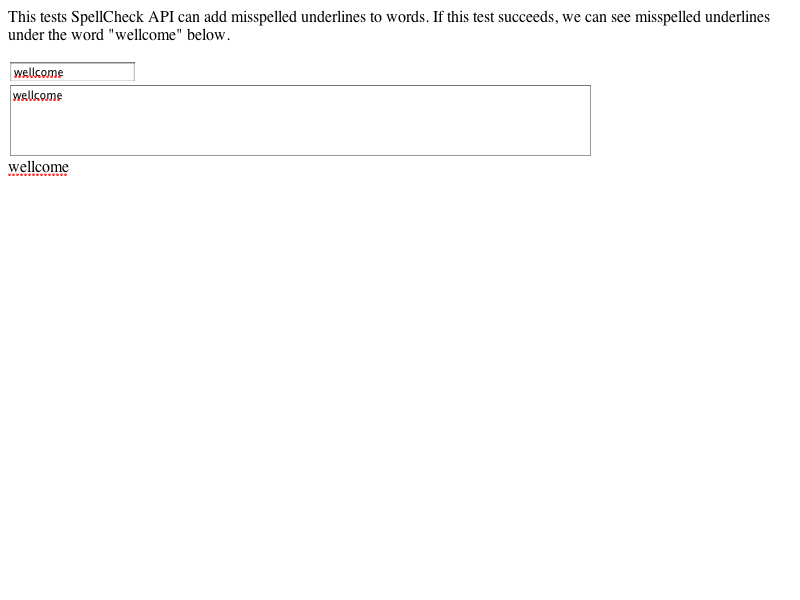 This tests SpellCheck API can add misspelled underlines to words. If this test succeeds, we can see misspelled underlines
under the word "wellcome" below.
wellcome
wellcome
wellcome